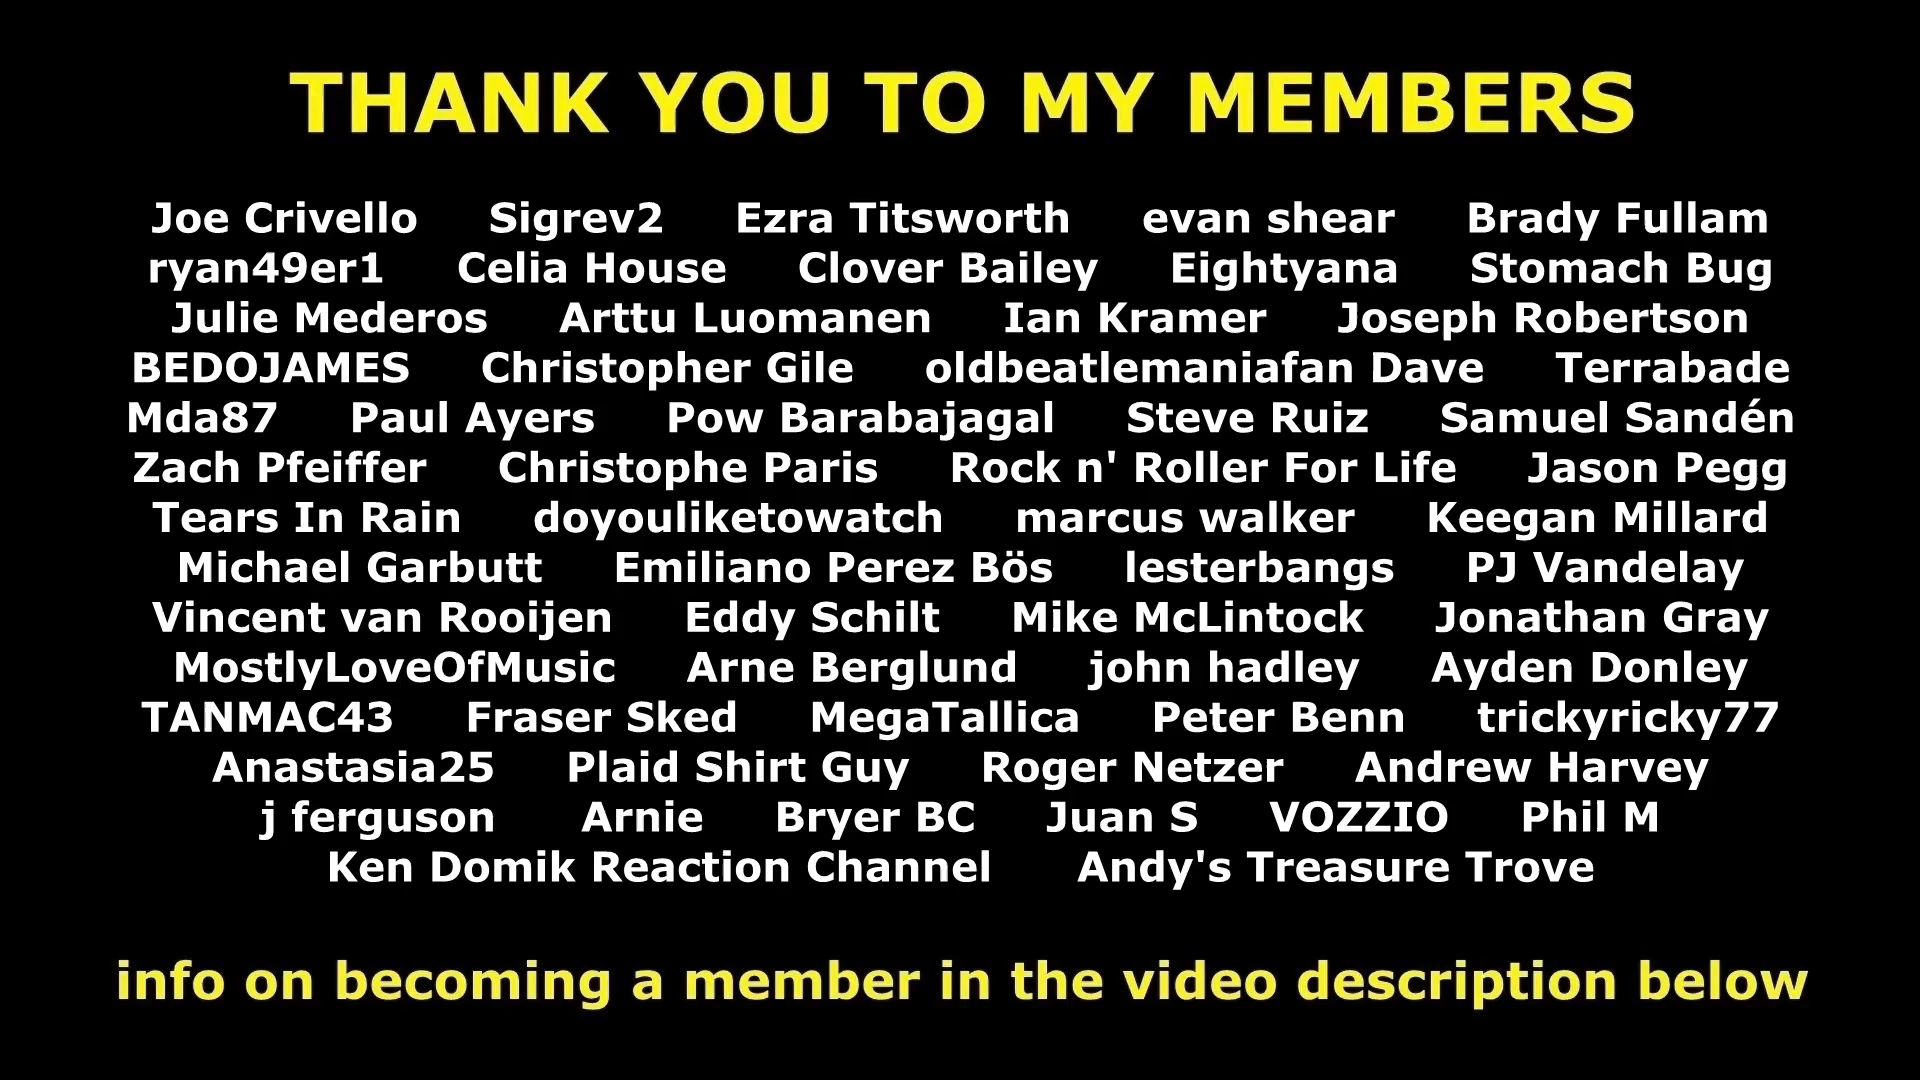 THANK YOU TO MY MEMBERS
Joe Crivello Sigrev2 Ezra Titsworth evan shear Brady Fullam
ryan49er1 Celia House Clover Bailey Eightyana Stomach Bug
Julie Mederos Arttu Luomanen Ian Kramer Joseph Robertson
BEDOJAMES Christopher Gile oldbeatlemaniafan Dave Terrabade
Mda87 Paul Ayers Pow Barabajagal Steve Ruiz Samuel Sandén
Zach Pfeiffer Christophe Paris Rock n' Roller For Life Jason Pegg
Tears In Rain doyouliketowatch marcus walker Keegan Millard
Michael Garbutt Emiliano Perez Bös lesterbangs PJ Vandelay
Vincent van Rooijen Eddy Schilt Mike McLintock Jonathan Gray
MostlyLoveOfMusic Arne Berglund john hadley Ayden Donley
TANMAC43 Fraser Sked MegaTallica Peter Benn trickyricky77
Anastasia25 Plaid Shirt Guy Roger Netzer Andrew Harvey
j ferguson Arnie Bryer BC Juan S VOZZIO Phil M
Ken Domik Reaction Channel Andy's Treasure Trove
info on becoming a member in the video description below